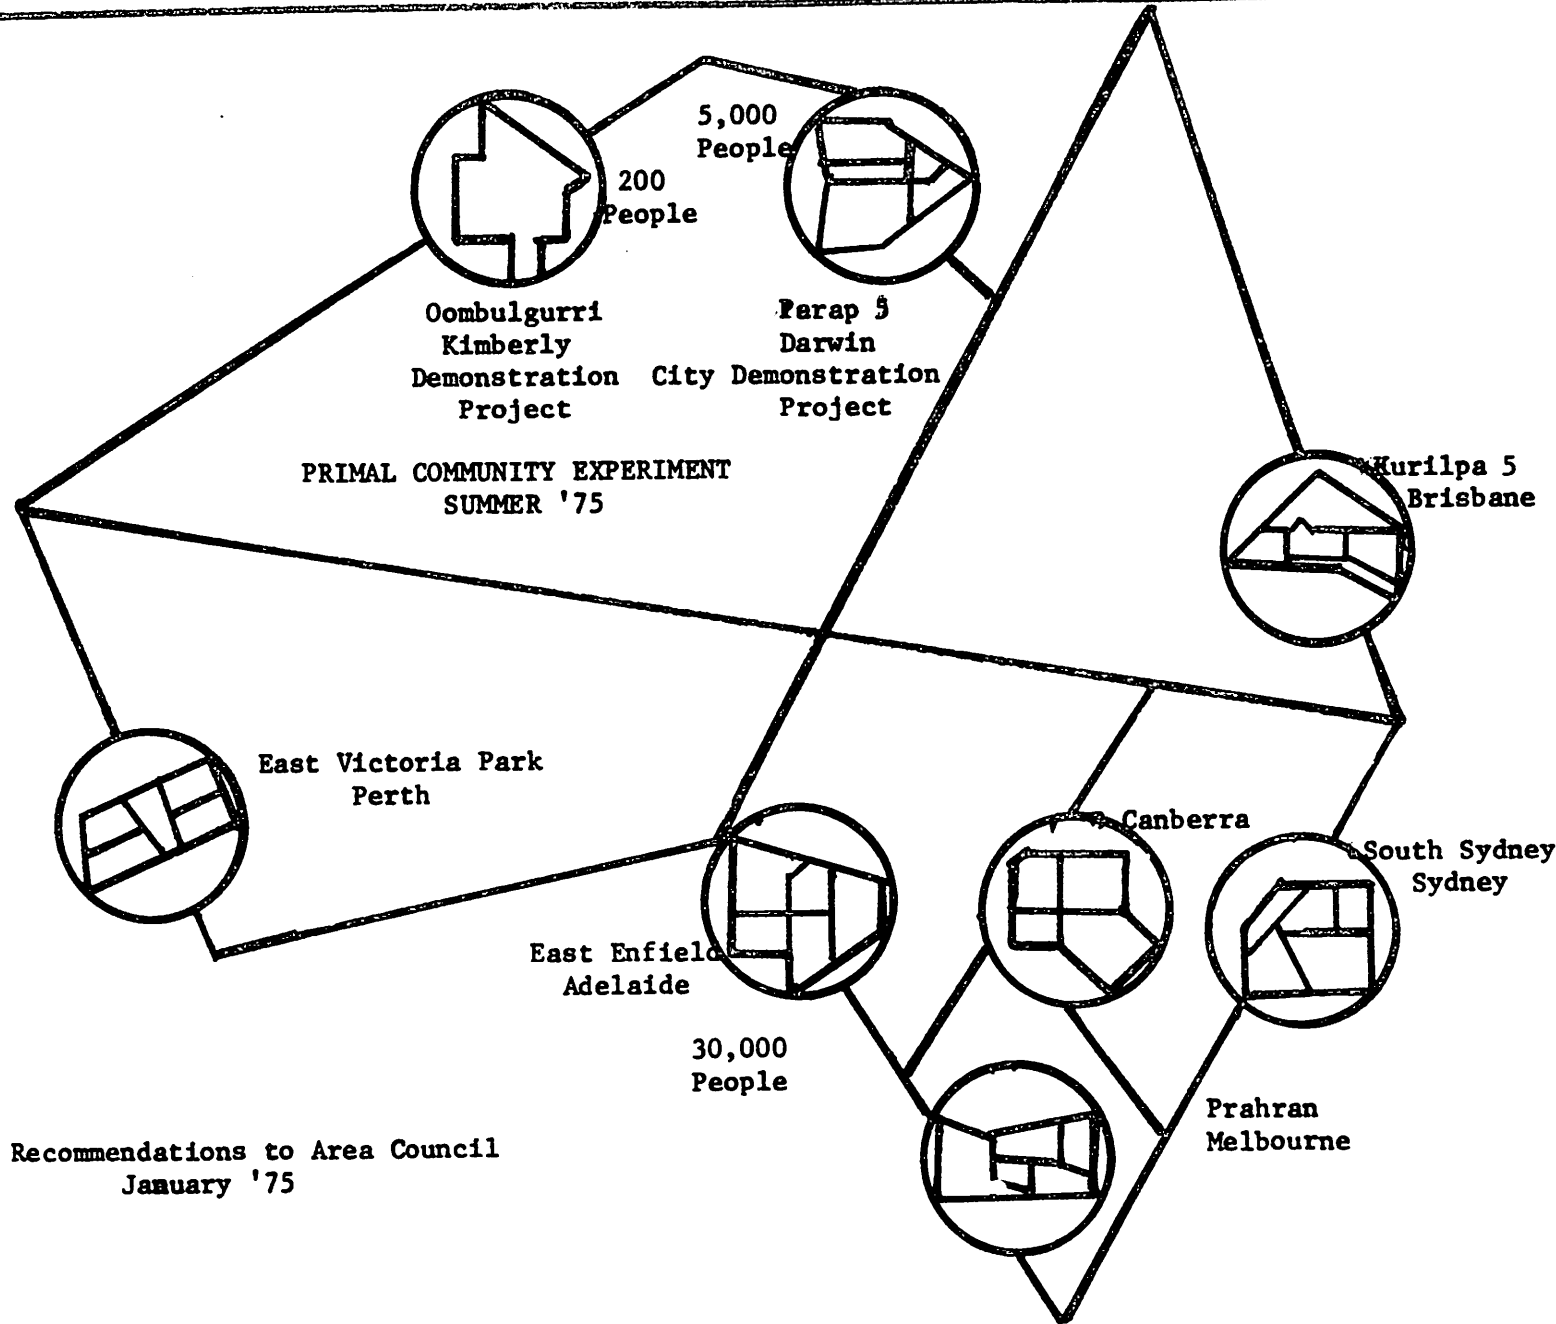 5,000
People
200
People
Oombulgurri
Kimberly
Demonstration
Project
Parap 5
Darwin
City Demonstration
Project
PRIMAL COMMUNITY EXPERIMENT
SUMMER '75
Kurilpa 5
Brisbane
East Victoria Park
Perth
Canberra
South Sydney
Sydney
East Enfield
Adelaide
30,000
People
Prahran
Melbourne
Recommendations to Area Council
January '75